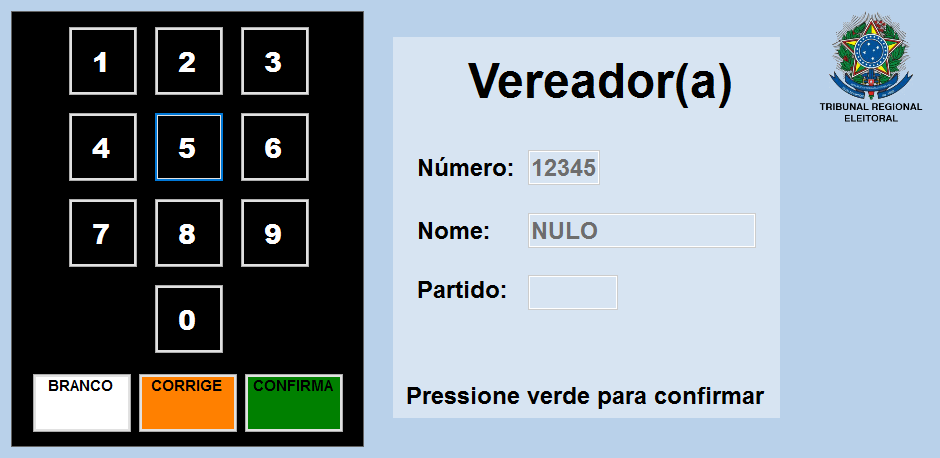 1 2 3
4 5 6
7 8 9
0
BRANCO CORRIGE CONFIRMA
Vereador(a)
Número: 12345
Nome: NULO
Partido:
Pressione verde para confirmar
TRIBUNAL REGIONAL
ELEITORAL